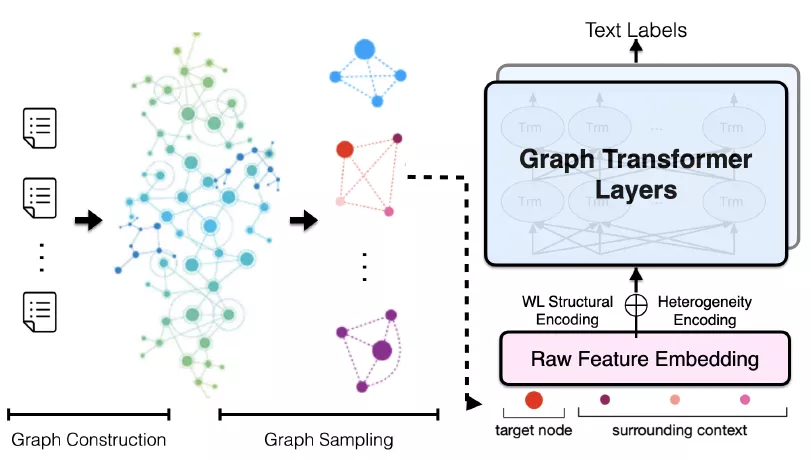 Text Labels
Trm
Trm
...
Trm
Graph Transformer
Layers
Trm
Trm
...
Trm
WL Structural
Encoding
Heterogeneity
Encoding
Raw Feature Embedding
target node
surrounding context
Graph Construction
Graph Sampling